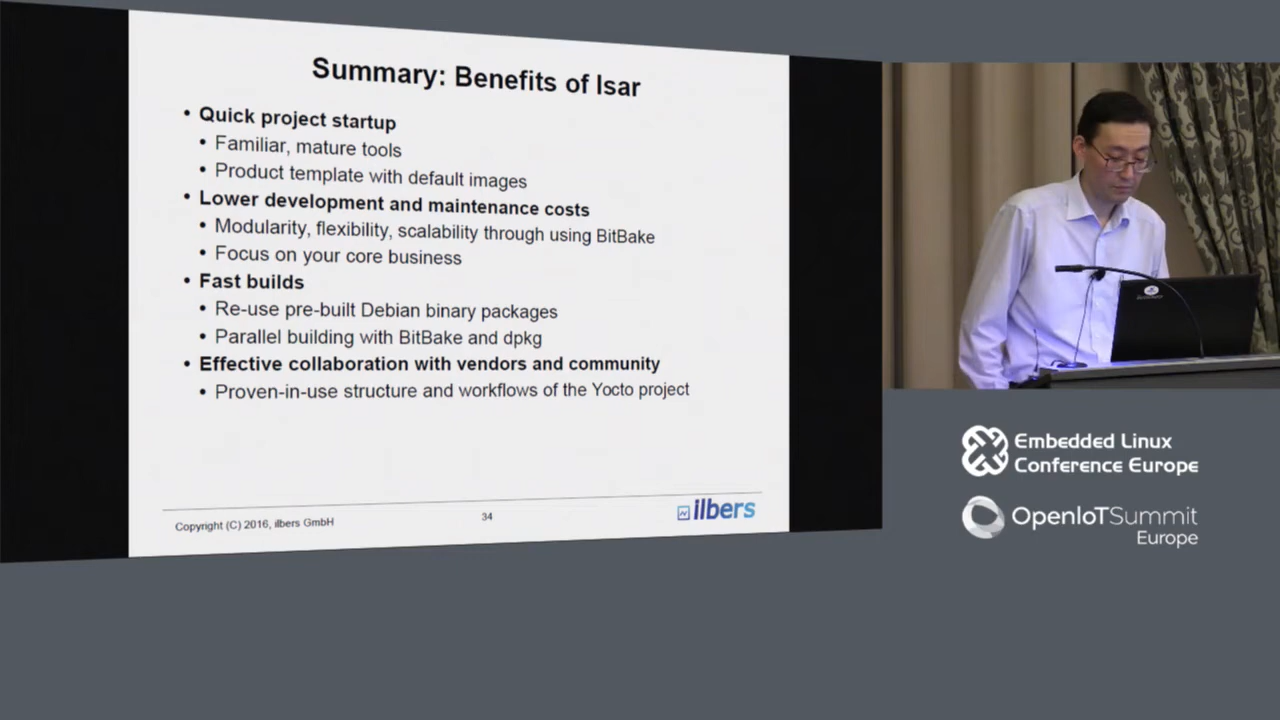 Summary: Benefits of Isar
• Quick project startup
• Familiar, mature tools
• Product template with default images
• Lower development and maintenance costs
• Modularity, flexibility, scalability through using BitBake
• Focus on your core business
• Fast builds
• Re-use pre-built Debian binary packages
• Parallel building with BitBake and dpkg
• Effective collaboration with vendors and community
• Proven-in-use structure and workflows of the Yocto project
Copyright (C) 2016, ilbers GmbH
34
ilbers
Embedded Linux
Conference Europe
OpenIoTSummit
Europe